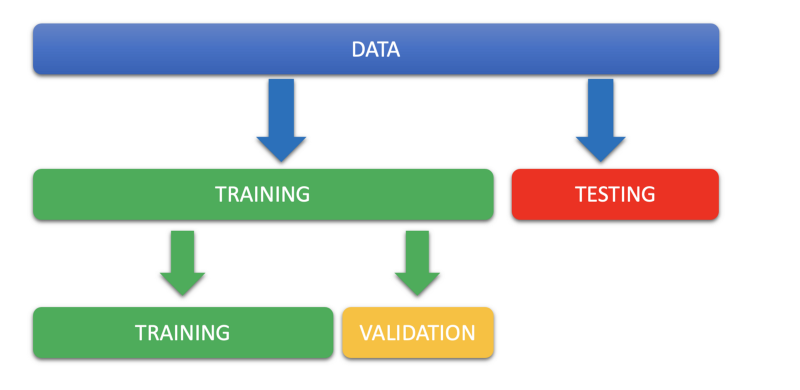 DATA
TRAINING
TESTING
TRAINING
VALIDATION